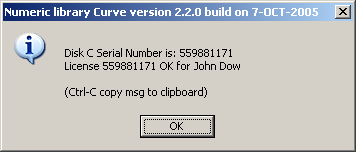 Numeric library Curve version 2.2.0 build on 7-OCT-2005
Disk C Serial Number is: 559881171
License 559881171 OK for John Dow
(Ctrl-C copy msg to clipboard)
OK